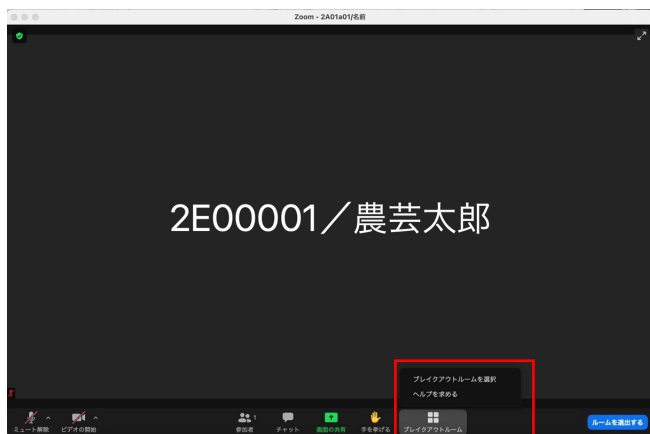 Zoom - 2A01a01/名前
2E00001／農芸太郎
ブレイクアウトルームを選択
ヘルプを求める
ミュート解除
ビデオの開始
1
参加者
チャット
画面の共有
手を挙げる
ブレイクアウトルーム
ルームを退出する